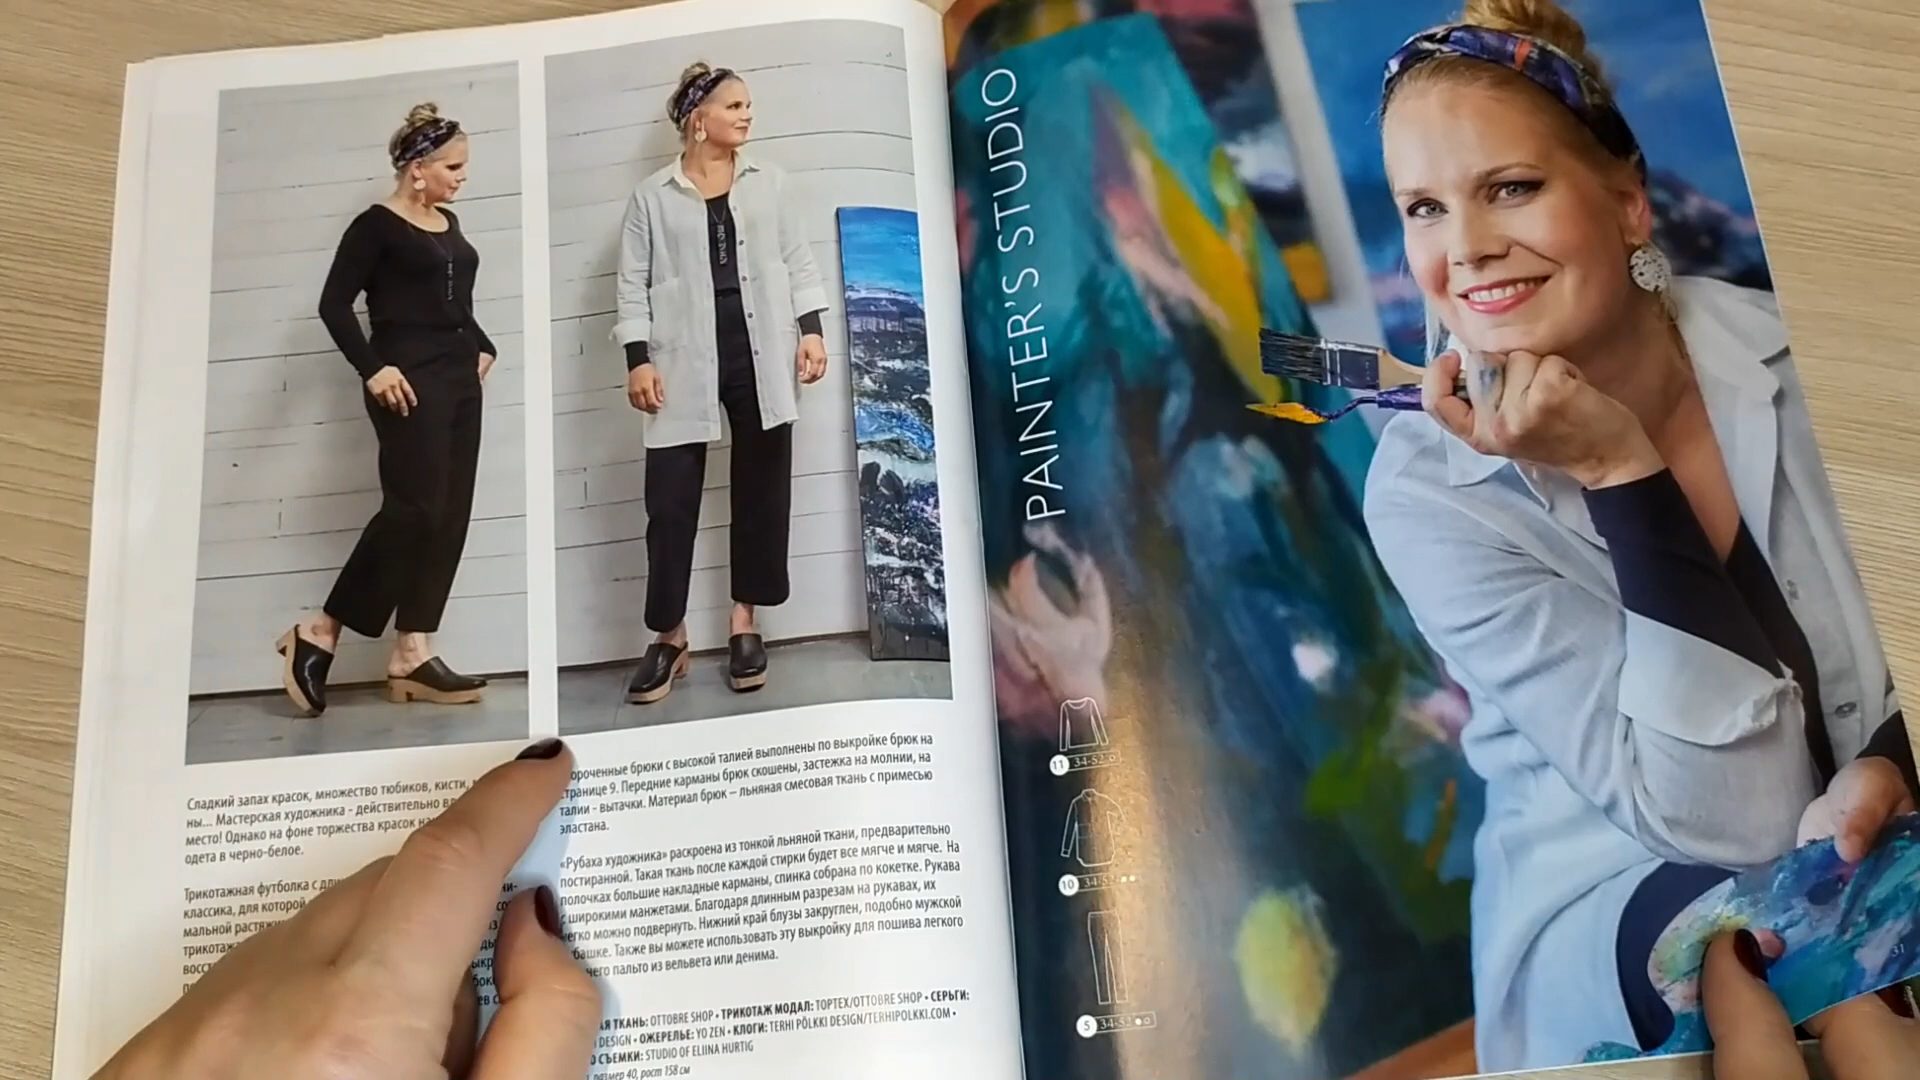 Сладкий запах красок, множество тюбиков, кисти,
ны... Мастерская художника - действительно
место! Однако на фоне торжества красок
одета в черно-белое.
Трикотажная футболка с
классика, для которой
мальной
трикотаж
восст
ороченные брюки с высокой талией выполнены по выкройке брюк на
странице 9. Передние карманы брюк скошены, застежка на молнии, на
талии - вытачки. Материал брюк – льняная смесовая ткань с примесью
эластана.
«Рубаха художника» раскроена из тонкой льняной ткани, предварительно
постиранной. Такая ткань после каждой стирки будет все мягче и мягче. На
полочках большие накладные карманы, спинка собрана по кокетке. Рукава
с широкими манжетами. Благодаря длинным разрезам на рукавах, их
легко можно подвернуть. Нижний край блузы закруглен, подобно мужской
башке. Также вы можете использовать эту выкройку для пошива легкого
него пальто из вельвета или денима.
АЯ ТКАНЬ: OTTOBRE SHOP • ТРИКОТАЖ МОДАЛ: TOPTEX/OTTOBRE SHOP • СЕРЬГИ:
DESIGN • ОЖЕРЕЛЬЕ: YO ZEN • КЛОГИ: TERHI PÖLKKI DESIGN/TERHIPOLKKI.COM •
О СЪЕМКИ: STUDIO OF ELIINA HURTIG
размер 40, рост 158 см
PAINTER'S STUDIO
11 34-52
10 34-52
5 34-52
31